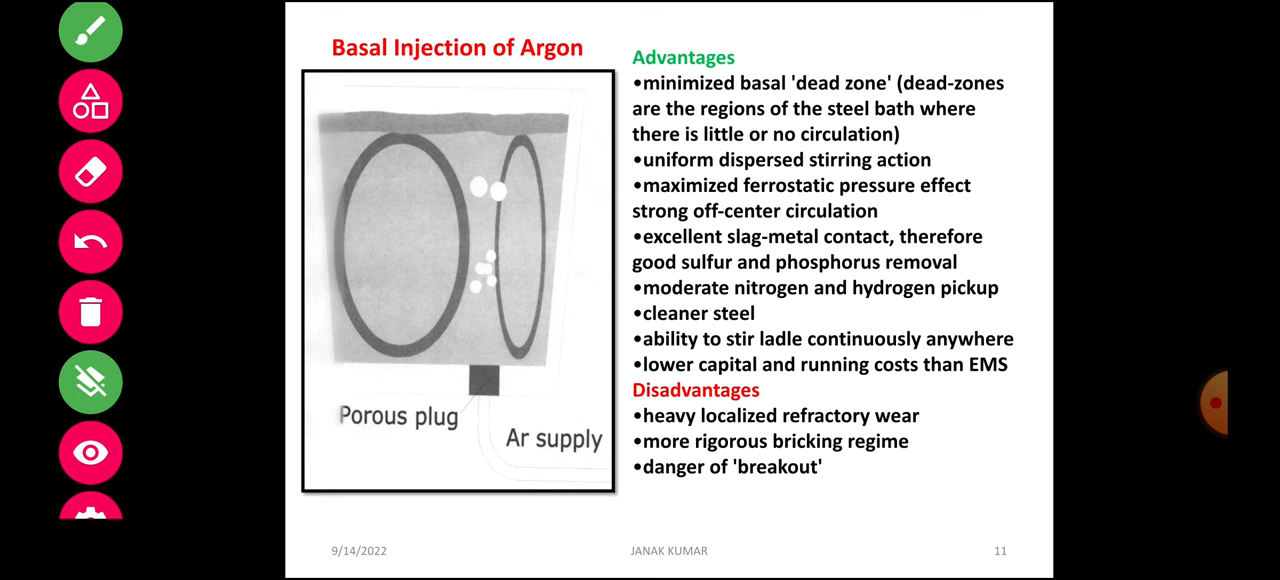 Basal Injection of Argon
Porous plug
Ar supply
Advantages
•minimized basal 'dead zone' (dead-zones
are the regions of the steel bath where
there is little or no circulation)
•uniform dispersed stirring action
•maximized ferrostatic pressure effect
strong off-center circulation
•excellent slag-metal contact, therefore
good sulfur and phosphorus removal
•moderate nitrogen and hydrogen pickup
•cleaner steel
•ability to stir ladle continuously anywhere
•lower capital and running costs than EMS
Disadvantages
•heavy localized refractory wear
•more rigorous bricking regime
•danger of 'breakout'
9/14/2022
JANAK KUMAR
11